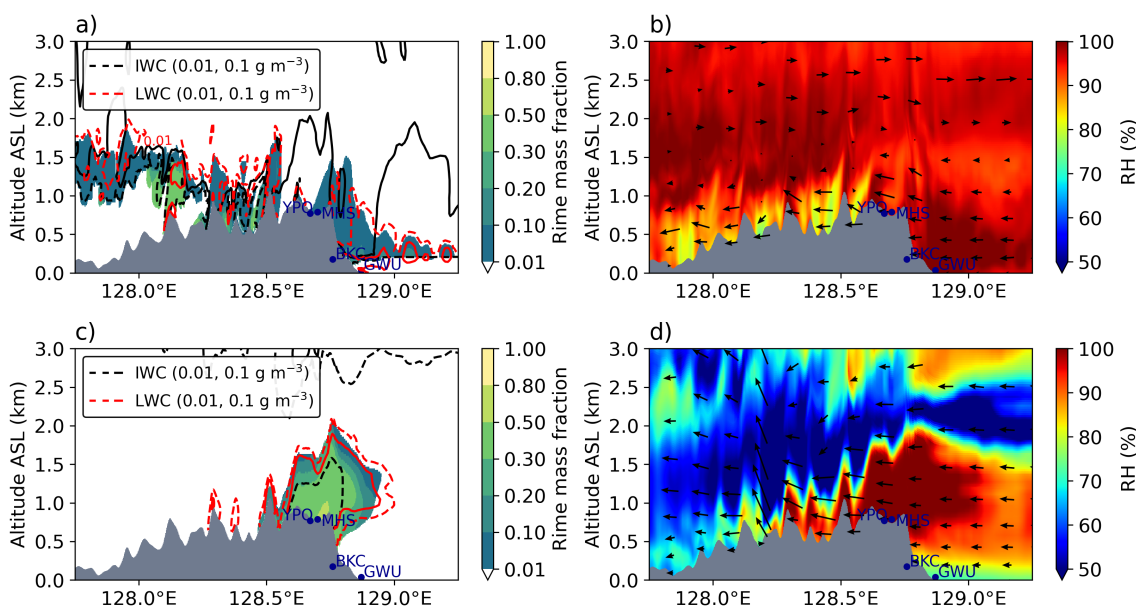 a)
Altitude ASL (km)
3.0
2.5
2.0
1.5
1.0
0.5
0.0
IWC (0.01, 0.1 g m⁻³)
LWC (0.01, 0.1 g m⁻³)
0.01
YPO
MHS
BKC
GWU
128.0°E
128.5°E
129.0°E
1.00
0.80
0.50
0.30
0.20
0.10
0.01
Rime mass fraction
b)
Altitude ASL (km)
3.0
2.5
2.0
1.5
1.0
0.5
0.0
YPO
MHS
BKC
GWU
128.0°E
128.5°E
129.0°E
100
90
80
70
60
50
RH (%)
c)
Altitude ASL (km)
3.0
2.5
2.0
1.5
1.0
0.5
0.0
IWC (0.01, 0.1 g m⁻³)
LWC (0.01, 0.1 g m⁻³)
YPO
MHS
BKC
GWU
128.0°E
128.5°E
129.0°E
1.00
0.80
0.50
0.30
0.20
0.10
0.01
Rime mass fraction
d)
Altitude ASL (km)
3.0
2.5
2.0
1.5
1.0
0.5
0.0
YPO
MHS
BKC
GWU
128.0°E
128.5°E
129.0°E
100
90
80
70
60
50
RH (%)